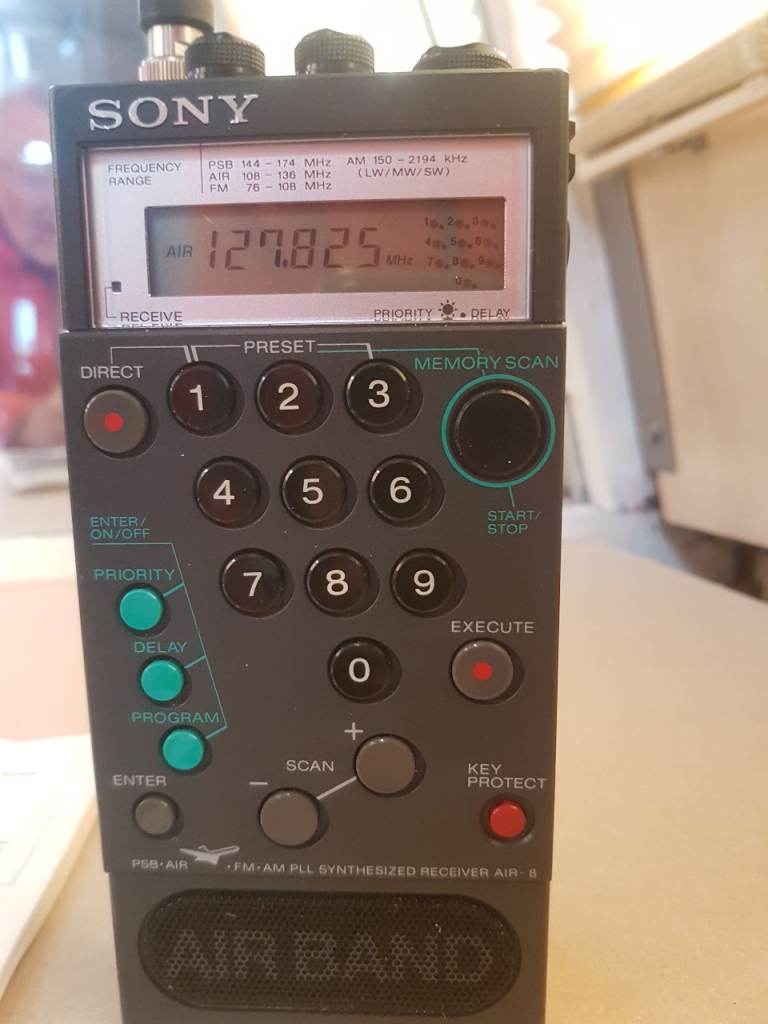 SONY
FREQUENCY RANGE
PSB 144 - 174 MHz AM 150 - 2194 kHz
AIR 108 - 136 MHz (LW/MW/SW)
FM 76 - 108 MHz
AIR 127.825 MHz
1 2 3
4 5 6
7 8 9
0
RECEIVE
PRIORITY DELAY
PRESET
DIRECT
MEMORY SCAN
1 2 3
4 5 6
START/
STOP
ENTER/
ON/OFF
PRIORITY
7 8 9
EXECUTE
DELAY
0
PROGRAM
+
SCAN
-
ENTER
KEY
PROTECT
PSB•AIR •FM•AM PLL SYNTHESIZED RECEIVER AIR-8
AIR BAND